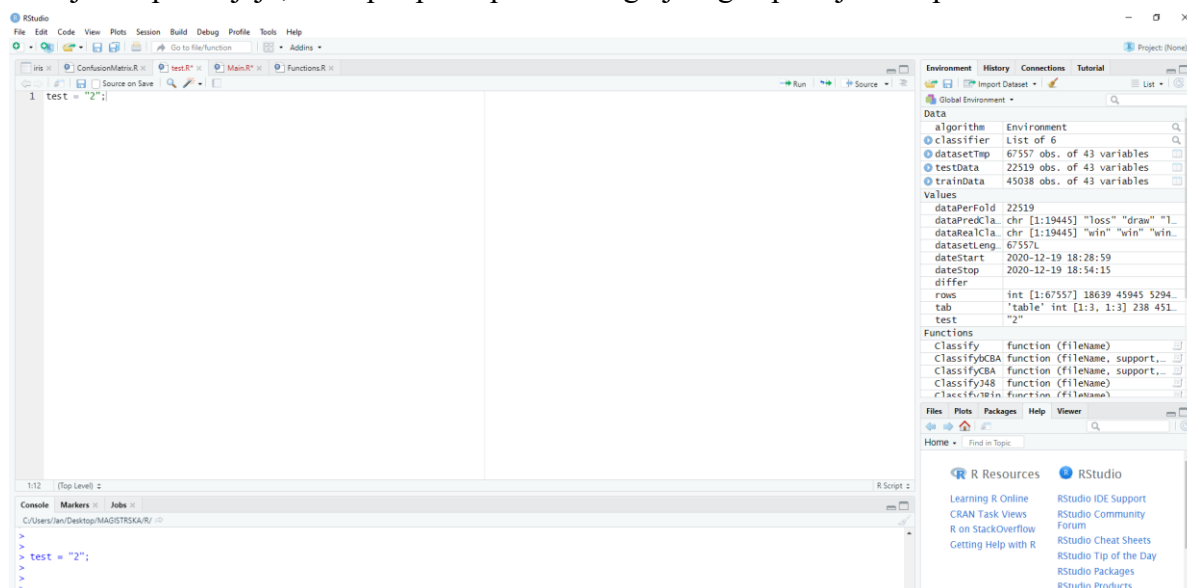 RStudio
File Edit Code View Plots Session Build Debug Profile Tools Help
Go to file/function Addins
Project: (None)
iris ConfusionMatrix.R test.R* Main.R* Functions.R
Source on Save Run Source
1 test = "2";
1:12 (Top Level) R Script
Console Markers Jobs
C:/Users/Jan/Desktop/MAGISTRSKA/R/
>
>
> test = "2";
>
>
>
Environment History Connections Tutorial
Import Dataset List
Global Environment
Data
algorithm Environment
classifier List of 6
datasetTmp 67557 obs. of 43 variables
testData 22519 obs. of 43 variables
trainData 45038 obs. of 43 variables
Values
dataPerFold 22519
dataPredCla… chr [1:19445] "loss" "draw" "l…
dataRealCla… chr [1:19445] "win" "win" "win…
datasetLeng… 67557L
dateStart 2020-12-19 18:28:59
dateStop 2020-12-19 18:54:15
differ
rows int [1:67557] 18639 45945 5294…
tab 'table' int [1:3, 1:3] 238 451…
test "2"
Functions
Classify function (fileName)
ClassifybCBA function (fileName, support,…
ClassifyCBA function (fileName, support,…
ClassifyJ48 function (fileName)
ClassifyJRip function (fileName)
Files Plots Packages Help Viewer
Home Find in Topic
R Resources
Learning R Online
CRAN Task Views
R on StackOverflow
Getting Help with R
RStudio
RStudio IDE Support
RStudio Community Forum
RStudio Cheat Sheets
RStudio Tip of the Day
RStudio Packages
RStudio Products